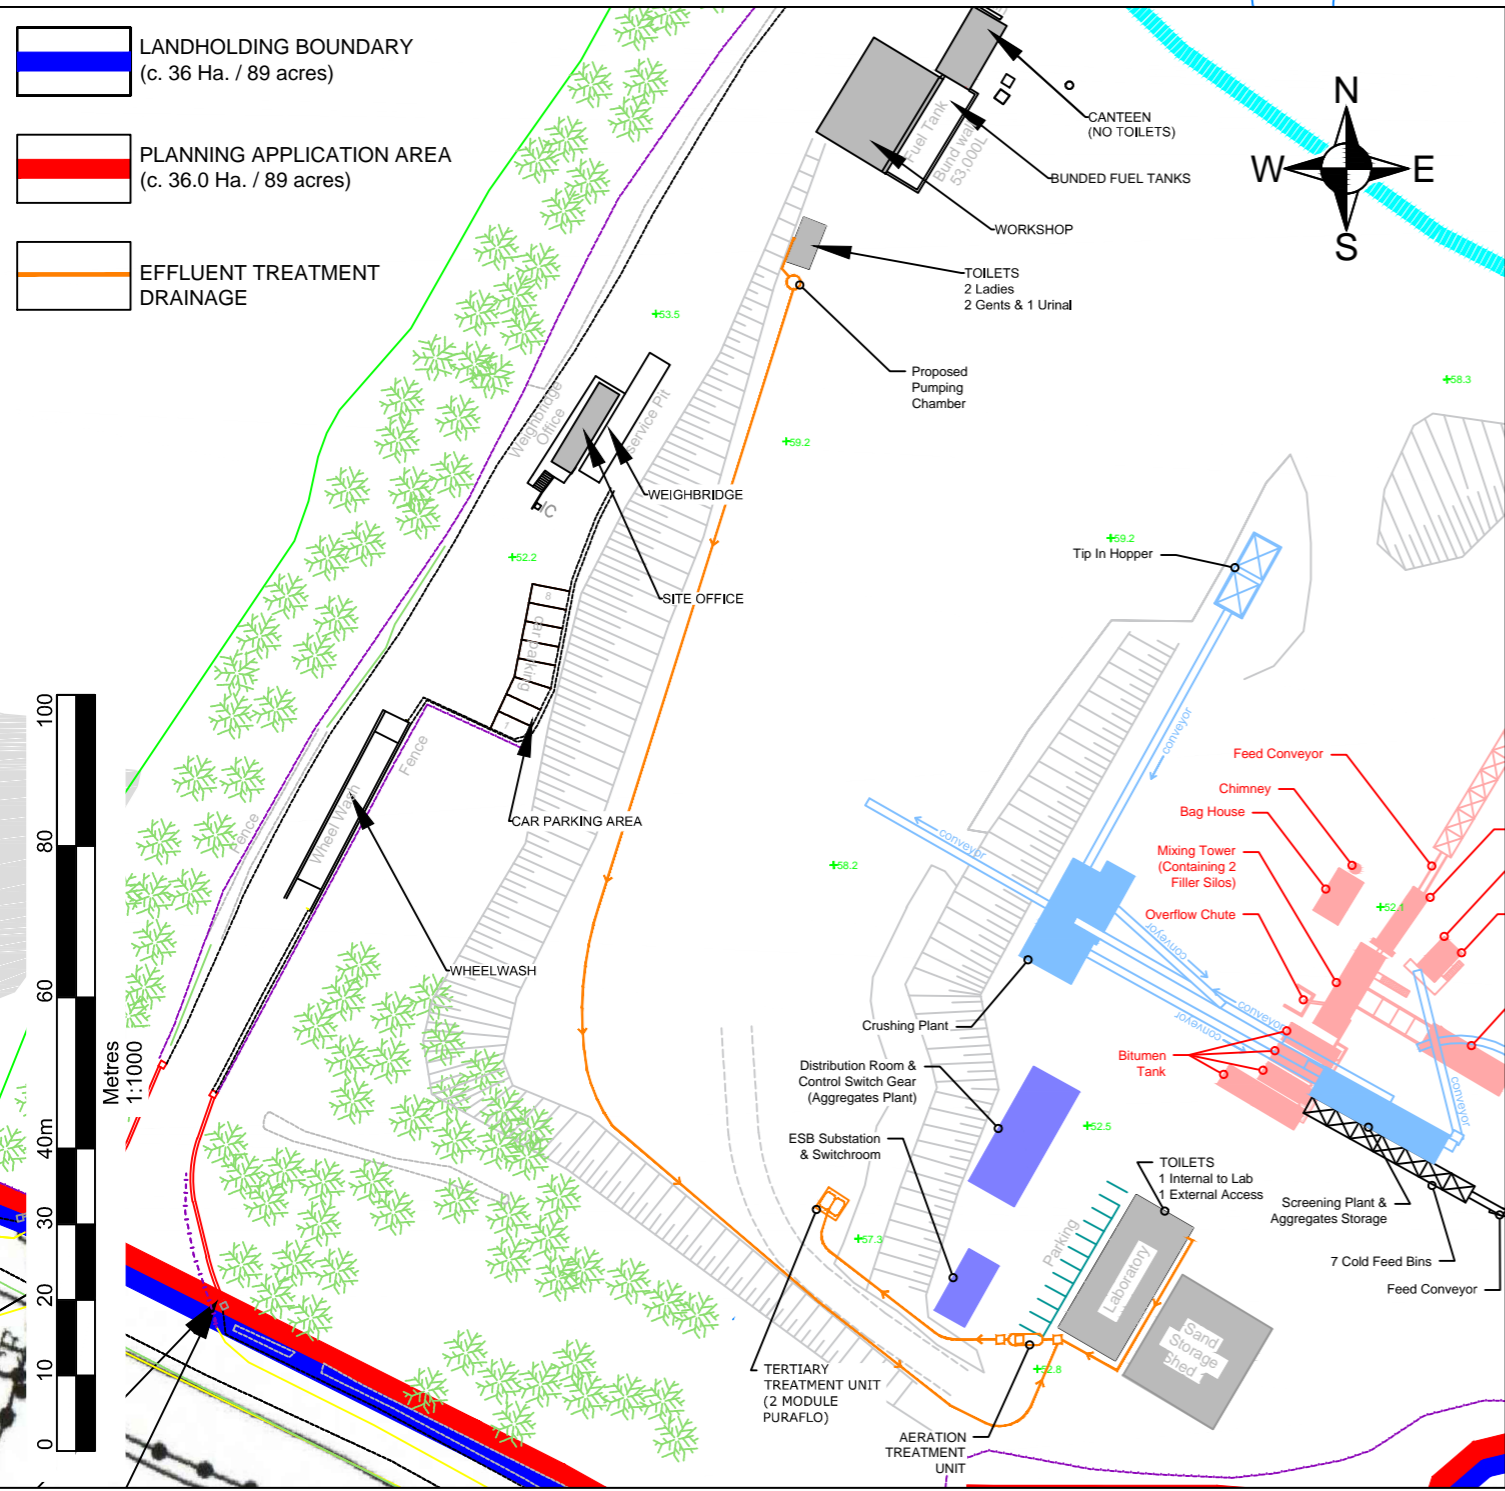 LANDHOLDING BOUNDARY
(c. 36 Ha. / 89 acres)
PLANNING APPLICATION AREA
(c. 36.0 Ha. / 89 acres)
EFFLUENT TREATMENT
DRAINAGE
N
W
E
S
CANTEEN
(NO TOILETS)
Fuel Tank
53,000L
BUNDED FUEL TANKS
WORKSHOP
TOILETS
2 Ladies
2 Gents & 1 Urinal
Proposed
Pumping
Chamber
53.5
58.3
59.2
Weighbridge
Office
service Pit
WEIGHBRIDGE
IC
52.2
SITE OFFICE
8
car parking
1
59.2
Tip In Hopper
conveyor
Fence
Wheel Wash
Fence
CAR PARKING AREA
WHEELWASH
58.2
conveyor
Feed Conveyor
Chimney
Bag House
Mixing Tower
(Containing 2
Filler Silos)
52.1
Overflow Chute
conveyor
conveyor
conveyor
conveyor
Crushing Plant
Bitumen
Tank
Distribution Room &
Control Switch Gear
(Aggregates Plant)
52.5
ESB Substation
& Switchroom
TOILETS
1 Internal to Lab
1 External Access
Screening Plant &
Aggregates Storage
7 Cold Feed Bins
Feed Conveyor
57.3
Parking
Laboratory
Sand
Storage
Shed
52.8
TERTIARY
TREATMENT UNIT
(2 MODULE
PURAFLO)
AERATION
TREATMENT
UNIT
100
80
60
40m
30
20
10
0
Metres
1:1000